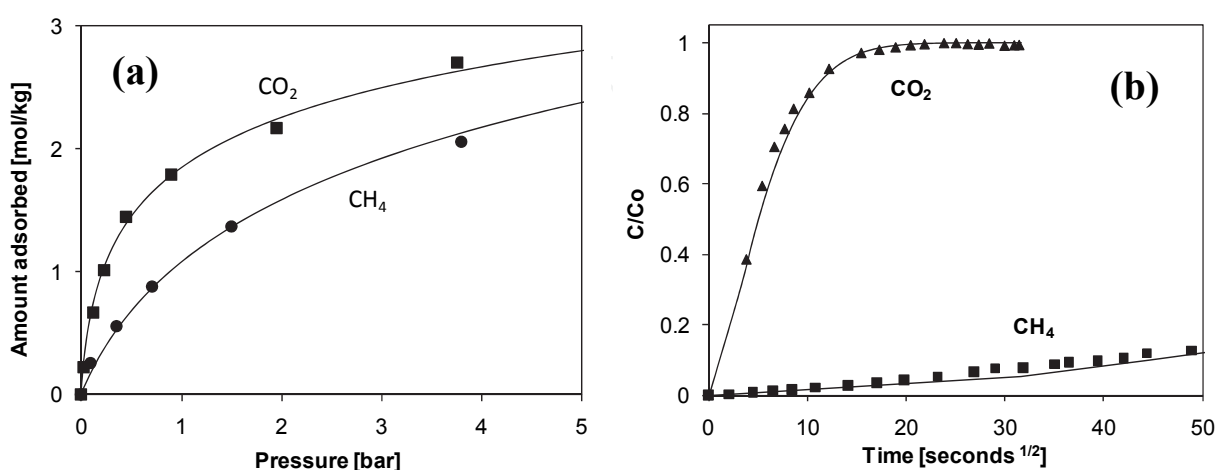 (a)
Amount adsorbed [mol/kg]
3
2
1
0
CO2
CH4
0 1 2 3 4 5
Pressure [bar]
(b)
C/Co
1
0.8
0.6
0.4
0.2
0
CO2
CH4
0 10 20 30 40 50
Time [seconds 1/2]